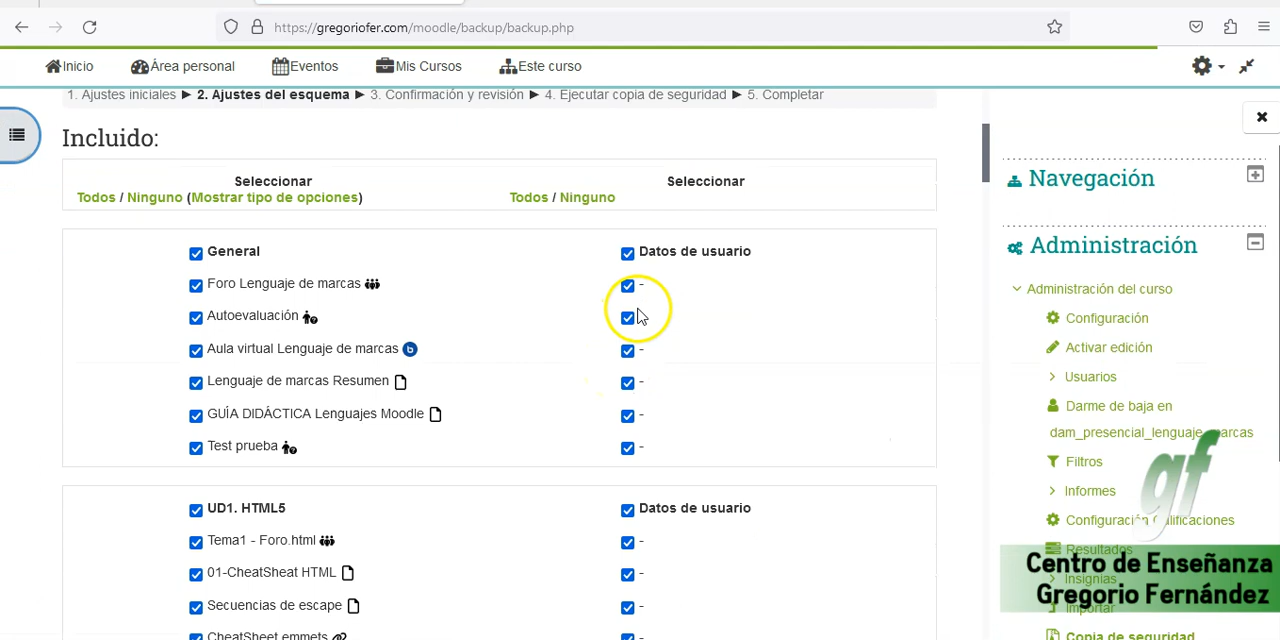 https://gregoriofer.com/moodle/backup/backup.php
Inicio Área personal Eventos Mis Cursos Este curso
1. Ajustes iniciales ► 2. Ajustes del esquema ► 3. Confirmación y revisión ► 4. Ejecutar copia de seguridad ► 5. Completar
Incluido:
Seleccionar Seleccionar
Todos / Ninguno (Mostrar tipo de opciones) Todos / Ninguno
General Datos de usuario
Foro Lenguaje de marcas -
Autoevaluación
Aula virtual Lenguaje de marcas b -
Lenguaje de marcas Resumen -
GUÍA DIDÁCTICA Lenguajes Moodle -
Test prueba -
UD1. HTML5 Datos de usuario
Tema1 - Foro.html -
01-CheatSheat HTML -
Secuencias de escape -
CheatSheet emmets -
Navegación
Administración
Administración del curso
Configuración
Activar edición
Usuarios
Darme de baja en
dam_presencial_lenguaje_marcas
Filtros
Informes
Configuración Calificaciones
Resultados
Insignias
Importar
Copia de seguridad
gf
Centro de Enseñanza
Gregorio Fernández